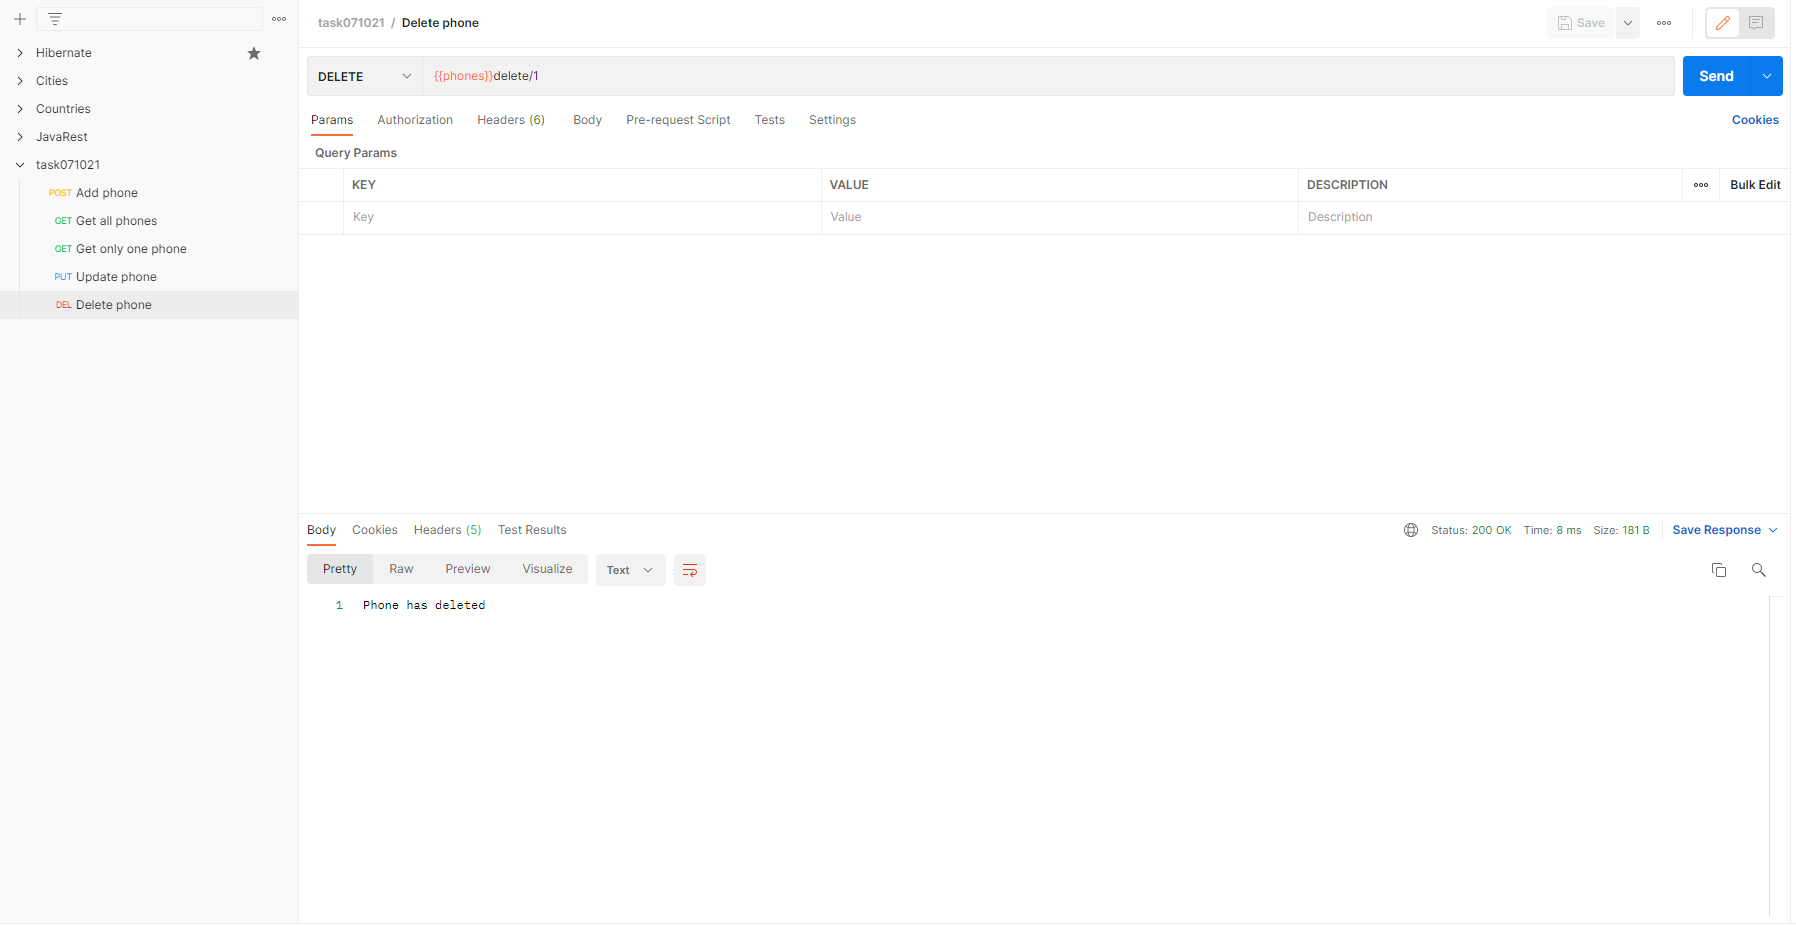 Hibernate
Cities
Countries
JavaRest
task071021
POST Add phone
GET Get all phones
GET Get only one phone
PUT Update phone
DEL Delete phone
task071021 / Delete phone
Save
DELETE {{phones}}delete/1 Send
Params Authorization Headers (6) Body Pre-request Script Tests Settings Cookies
Query Params
KEY VALUE DESCRIPTION Bulk Edit
Key Value Description
Body Cookies Headers (5) Test Results Status: 200 OK Time: 8 ms Size: 181 B Save Response
Pretty Raw Preview Visualize Text
1 Phone has deleted